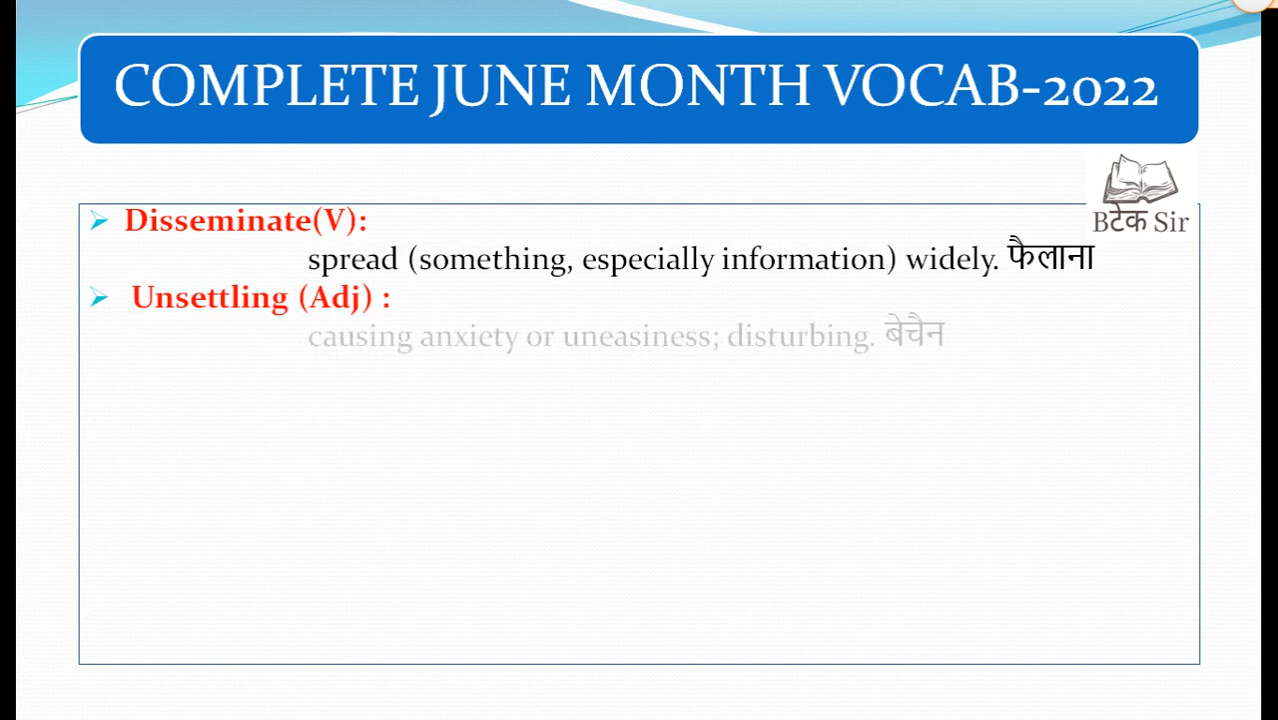 COMPLETE JUNE MONTH VOCAB-2022
Bटेक Sir
Disseminate(V):
spread (something, especially information) widely. फैलाना
Unsettling (Adj) :
causing anxiety or uneasiness; disturbing. बेचैन